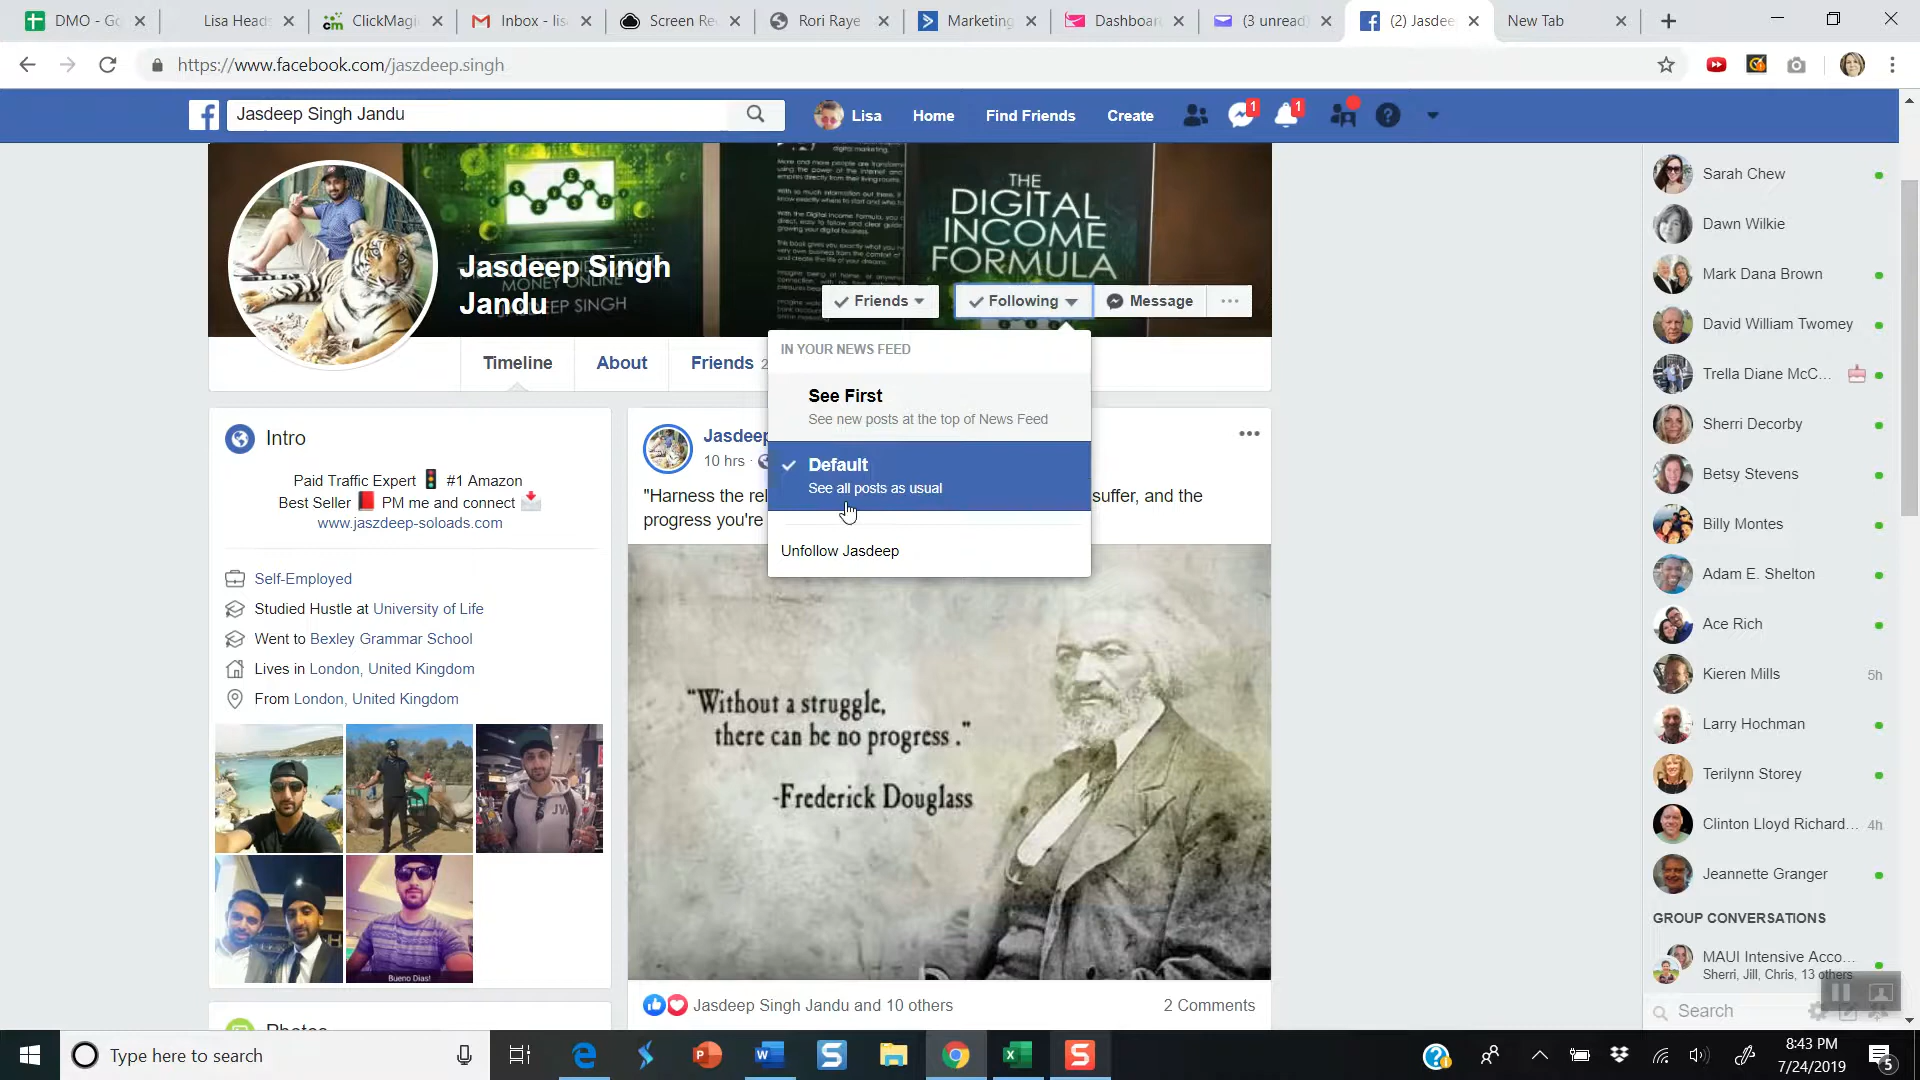 DMO - Go
Lisa Heads
ClickMagic
Inbox - lis
Screen Re
Rori Raye
Marketing
Dashboar
(3 unread)
(2) Jasdee
New Tab
https://www.facebook.com/jaszdeep.singh
Jasdeep Singh Jandu
Lisa
Home
Find Friends
Create
1
1
THE
DIGITAL
INCOME
FORMULA
Jasdeep Singh
Jandu
Friends
Following
Message
IN YOUR NEWS FEED
See First
See new posts at the top of News Feed
Default
See all posts as usual
Unfollow Jasdeep
Timeline
About
Friends
Intro
Paid Traffic Expert #1 Amazon
Best Seller PM me and connect
www.jaszdeep-soloads.com
Self-Employed
Studied Hustle at University of Life
Went to Bexley Grammar School
Lives in London, United Kingdom
From London, United Kingdom
Bueno Dias!
Photos
Jasdeep
10 hrs ·
"Harness the rel suffer, and the
progress you're
"Without a struggle,
there can be no progress."
-Frederick Douglass
Jasdeep Singh Jandu and 10 others
2 Comments
Sarah Chew
Dawn Wilkie
Mark Dana Brown
David William Twomey
Trella Diane McC...
Sherri Decorby
Betsy Stevens
Billy Montes
Adam E. Shelton
Ace Rich
Kieren Mills 5h
Larry Hochman
Terilynn Storey
Clinton Lloyd Richard... 4h
Jeannette Granger
GROUP CONVERSATIONS
MAUI Intensive Acco...
Sherri, Jill, Chris, 13 others
Search
Type here to search
8:43 PM
7/24/2019
5